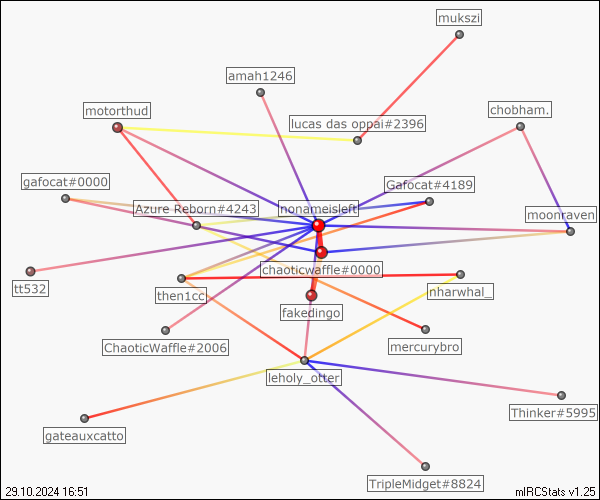 mukszi
amah1246
motorthud
chobham.
lucas das oppai#2396
gafocat#0000
Gafocat#4189
Azure Reborn#4243
nonameisleft
moonraven
chaoticwaffle#0000
tt532
then1cc
nharwhal_
fakedingo
ChaoticWaffle#2006
mercurybro
leholy_otter
Thinker#5995
gateauxcatto
TripleMidget#8824
29.10.2024 16:51
mIRCStats v1.25